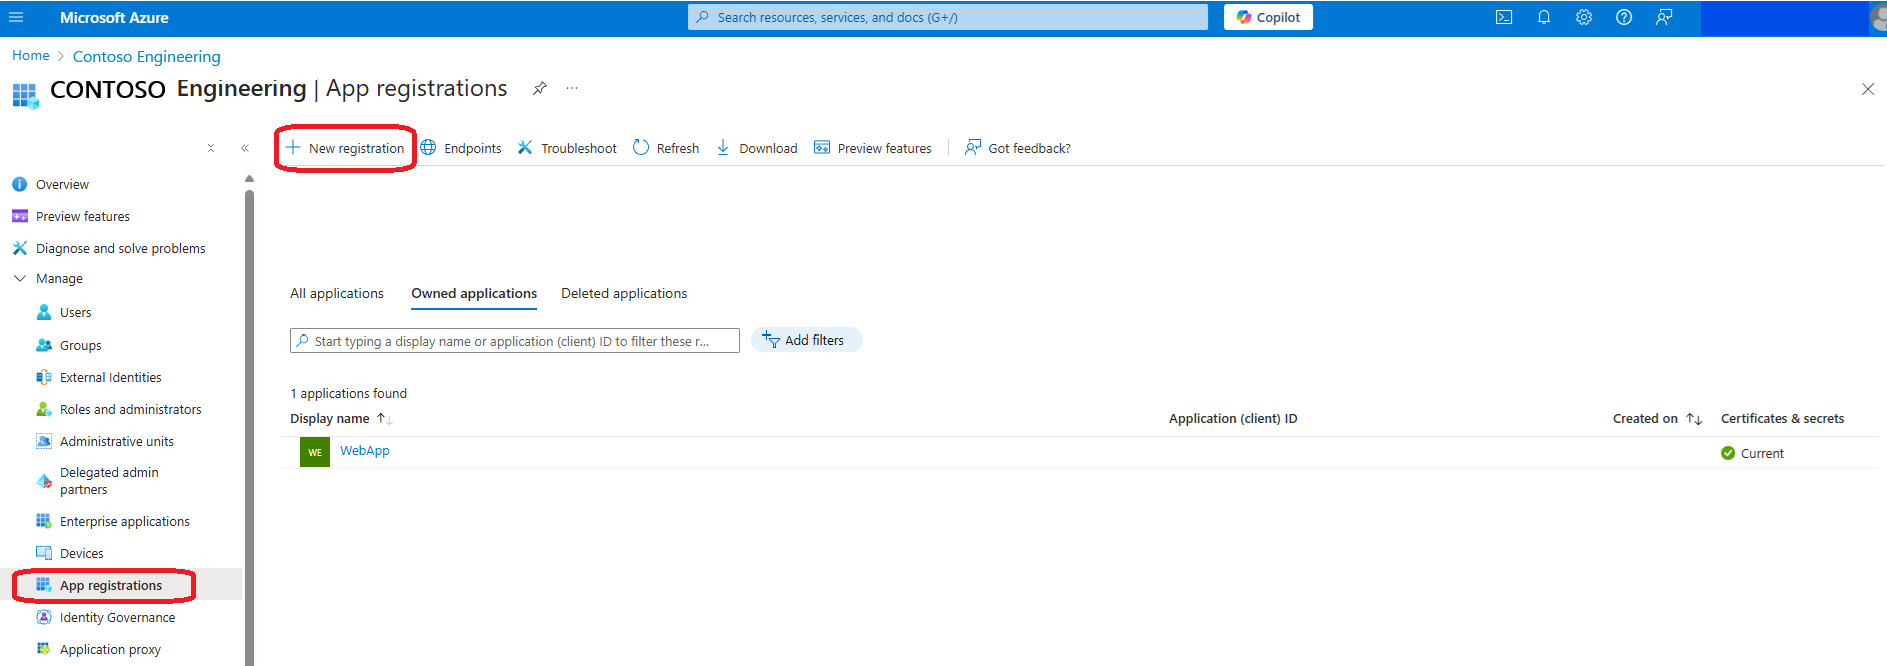 Microsoft Azure
Search resources, services, and docs (G+/)
Copilot
Home > Contoso Engineering
CONTOSO Engineering | App registrations
New registration
Endpoints
Troubleshoot
Refresh
Download
Preview features
Got feedback?
Overview
Preview features
Diagnose and solve problems
Manage
Users
Groups
External Identities
Roles and administrators
Administrative units
Delegated admin
partners
Enterprise applications
Devices
App registrations
Identity Governance
Application proxy
All applications
Owned applications
Deleted applications
Start typing a display name or application (client) ID to filter these r...
Add filters
1 applications found
Display name
Application (client) ID
Created on
Certificates & secrets
WE
WebApp
Current